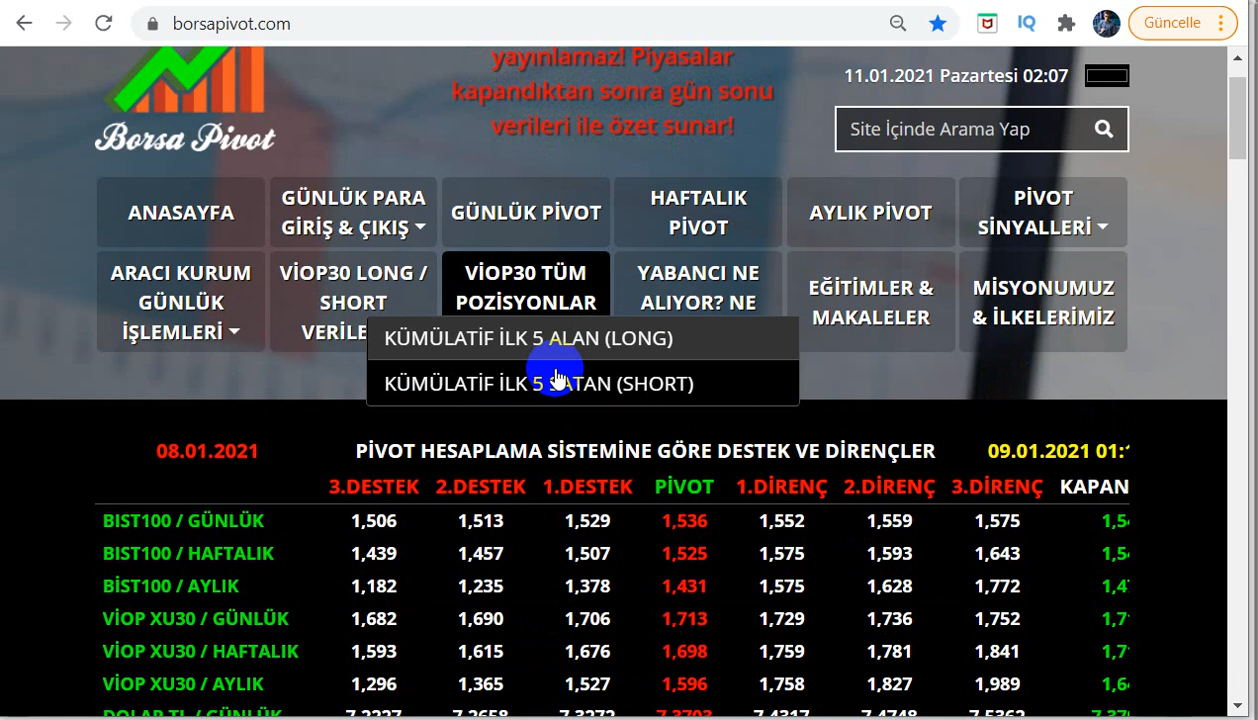 borsapivot.com
IQ
Güncelle
yayınlamaz! Piyasalar
kapandıktan sonra gün sonu
verileri ile özet sunar!
11.01.2021 Pazartesi 02:07
Borsa Pivot
Site İçinde Arama Yap
ANASAYFA
GÜNLÜK PARA
GİRİŞ & ÇIKIŞ
GÜNLÜK PİVOT
HAFTALIK
PİVOT
AYLIK PİVOT
PİVOT
SİNYALLERİ
ARACI KURUM
GÜNLÜK
İŞLEMLERİ
VİOP30 LONG /
SHORT
VİOP30 TÜM
POZİSYONLAR
YABANCI NE
ALIYOR? NE
EĞİTİMLER &
MAKALELER
MİSYONUMUZ
& İLKELERİMİZ
KÜMÜLATİF İLK 5 ALAN (LONG)
KÜMÜLATİF İLK 5 SATAN (SHORT)
08.01.2021 PİVOT HESAPLAMA SİSTEMİNE GÖRE DESTEK VE DİRENÇLER 09.01.2021
3.DESTEK 2.DESTEK 1.DESTEK PİVOT 1.DİRENÇ 2.DİRENÇ 3.DİRENÇ KAPAN
BIST100 / GÜNLÜK 1,506 1,513 1,529 1,536 1,552 1,559 1,575
BIST100 / HAFTALIK 1,439 1,457 1,507 1,525 1,575 1,593 1,643
BİST100 / AYLIK 1,182 1,235 1,378 1,431 1,575 1,628 1,772
VİOP XU30 / GÜNLÜK 1,682 1,690 1,706 1,713 1,729 1,736 1,752
VİOP XU30 / HAFTALIK 1,593 1,615 1,676 1,698 1,759 1,781 1,841
VİOP XU30 / AYLIK 1,296 1,365 1,527 1,596 1,758 1,827 1,989